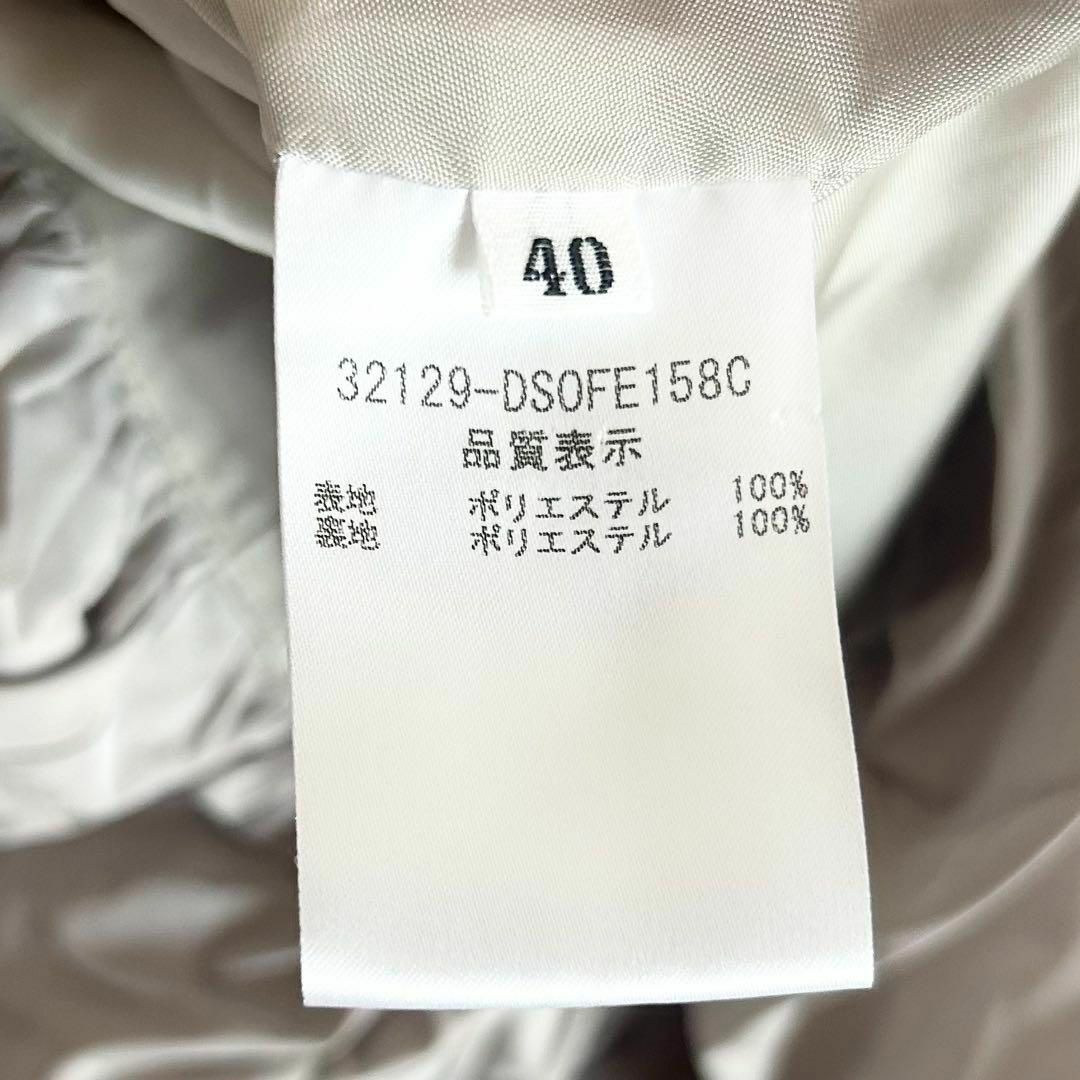 40
32129-DSOFE158C
品質表示
表地 ポリエステル 100%
裏地 ポリエステル 100%